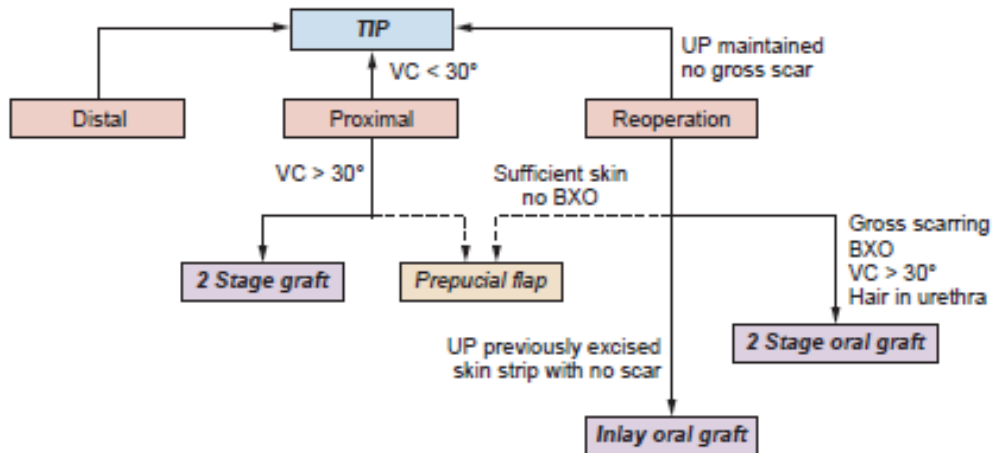 TIP
VC < 30°
UP maintained
no gross scar
Distal
Proximal
Reoperation
VC > 30°
Sufficient skin
no BXO
Gross scarring
BXO
VC > 30°
Hair in urethra
2 Stage graft
Prepucial flap
2 Stage oral graft
UP previously excised
skin strip with no scar
Inlay oral graft